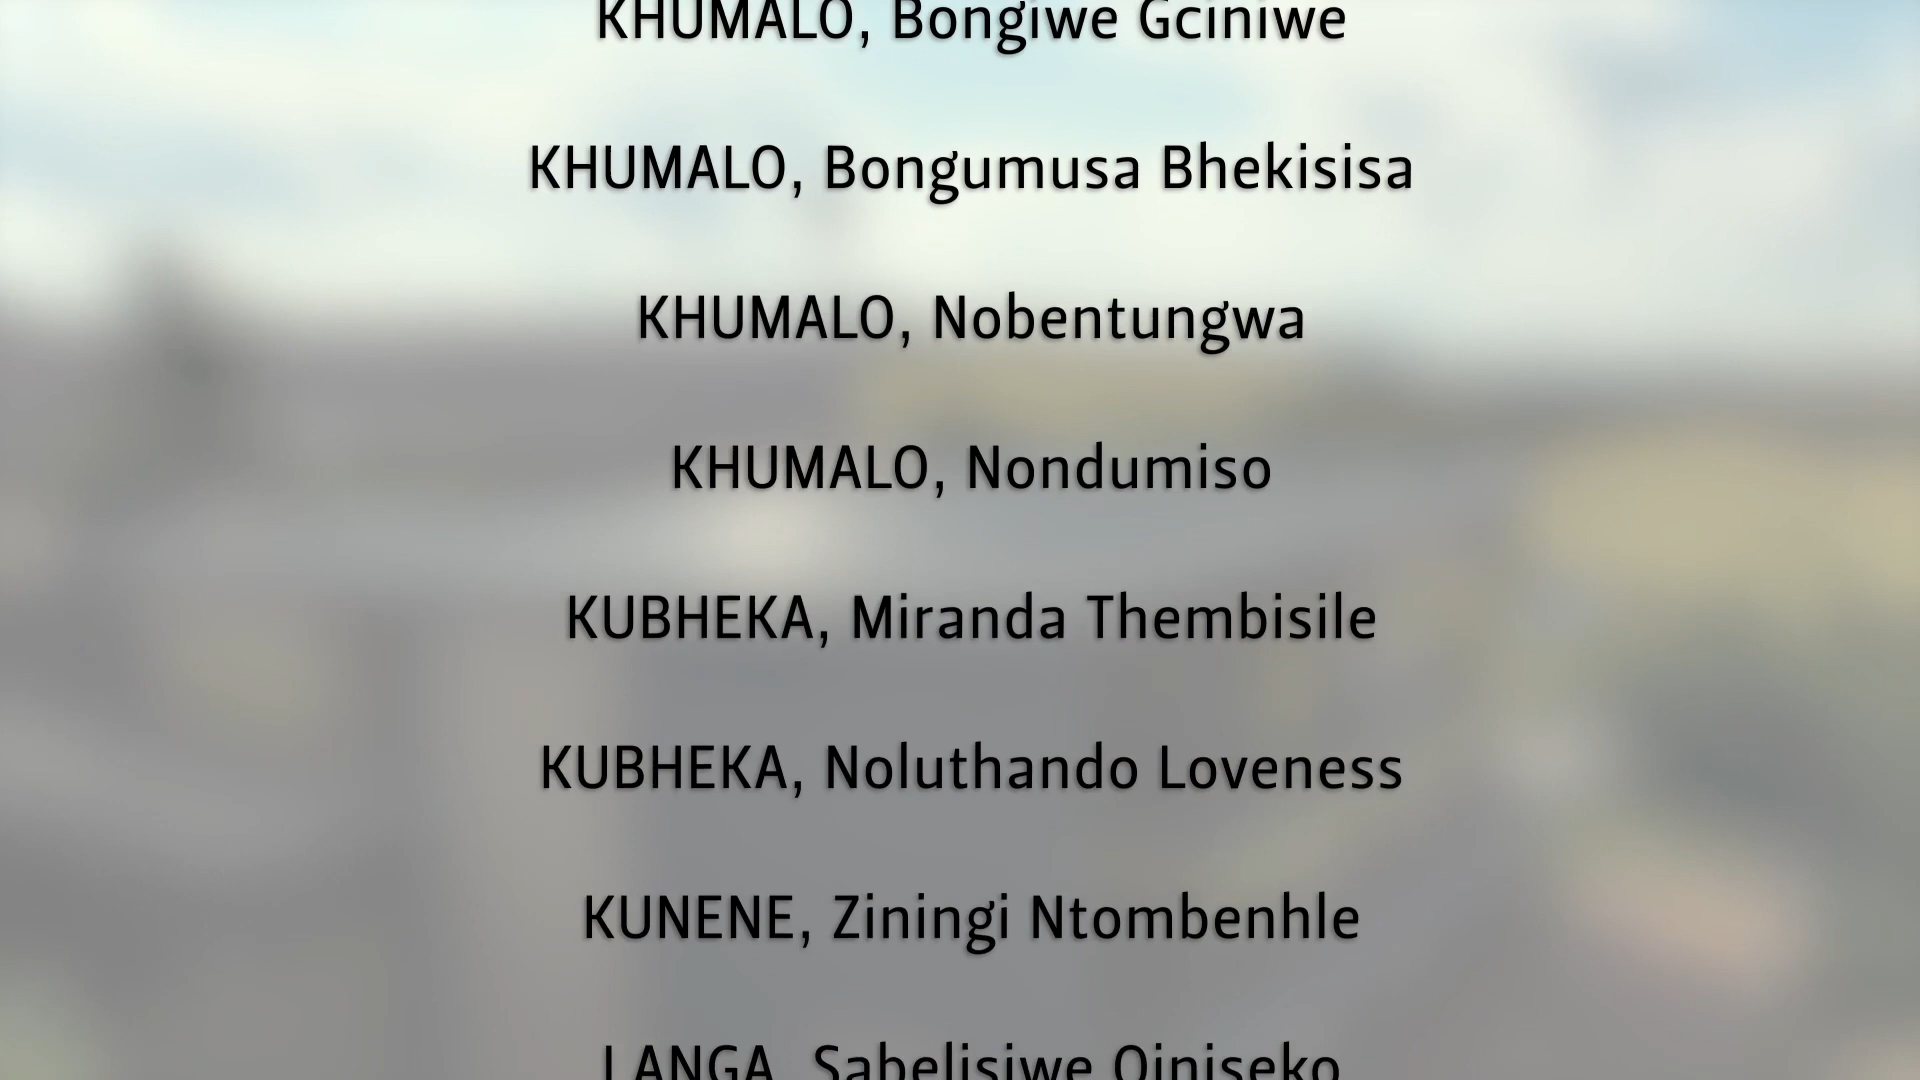 KHUMALO, Bongiwe Gciniwe
KHUMALO, Bongumusa Bhekisisa
KHUMALO, Nobentungwa
KHUMALO, Nondumiso
KUBHEKA, Miranda Thembisile
KUBHEKA, Noluthando Loveness
KUNENE, Ziningi Ntombenhle
LANGA, Sabelisiwe Qiniseko